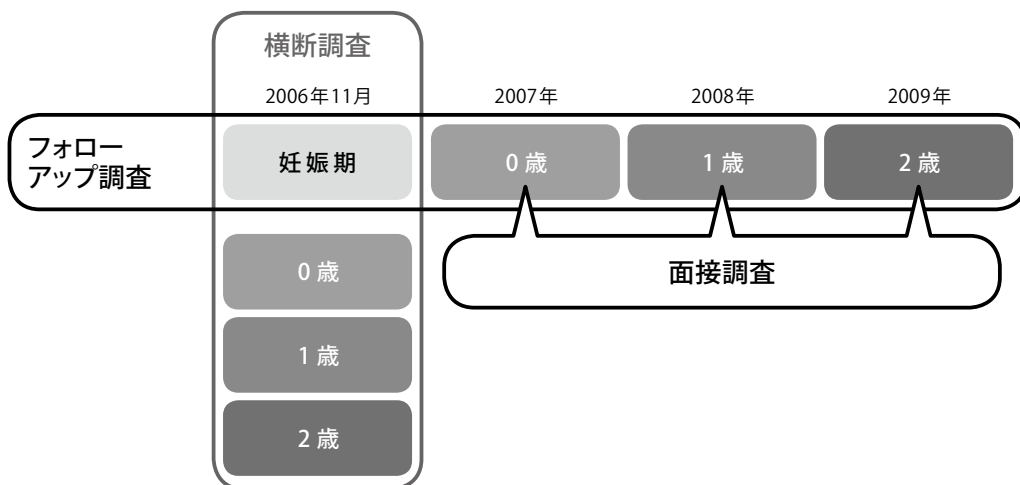 横断調査
2006年11月
2007年
2008年
2009年
フォロー
アップ調査
妊娠期
0歳
1歳
2歳
面接調査
0歳
1歳
2歳